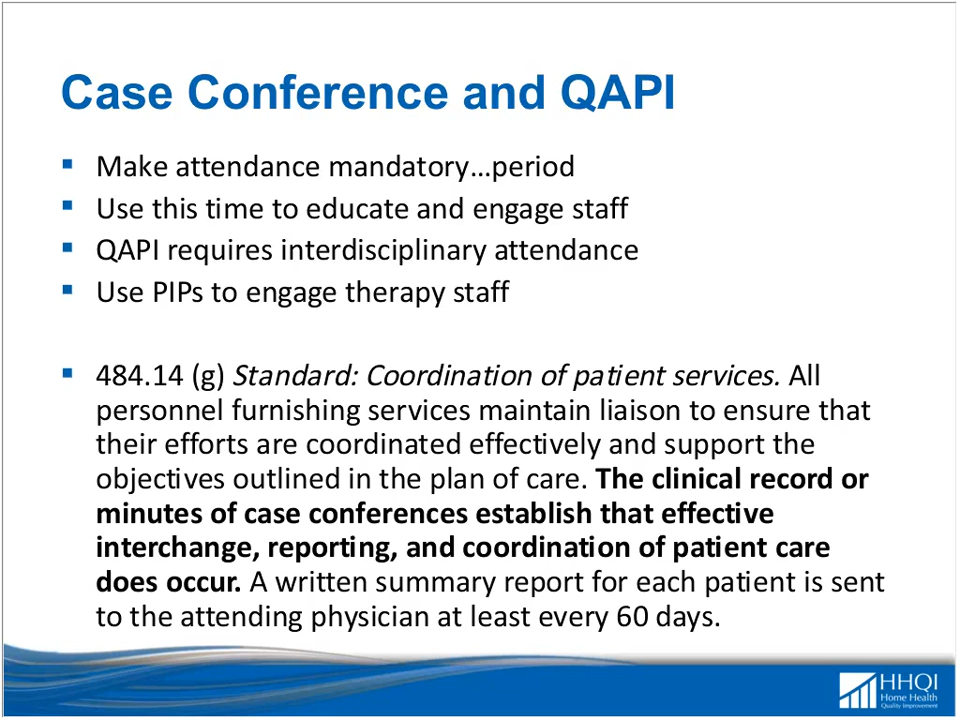 Case Conference and QAPI
Make attendance mandatory…period
Use this time to educate and engage staff
QAPI requires interdisciplinary attendance
Use PIPs to engage therapy staff
484.14 (g) Standard: Coordination of patient services. All
personnel furnishing services maintain liaison to ensure that
their efforts are coordinated effectively and support the
objectives outlined in the plan of care. The clinical record or
minutes of case conferences establish that effective
interchange, reporting, and coordination of patient care
does occur. A written summary report for each patient is sent
to the attending physician at least every 60 days.
HHQI
Home Health
Quality Improvement